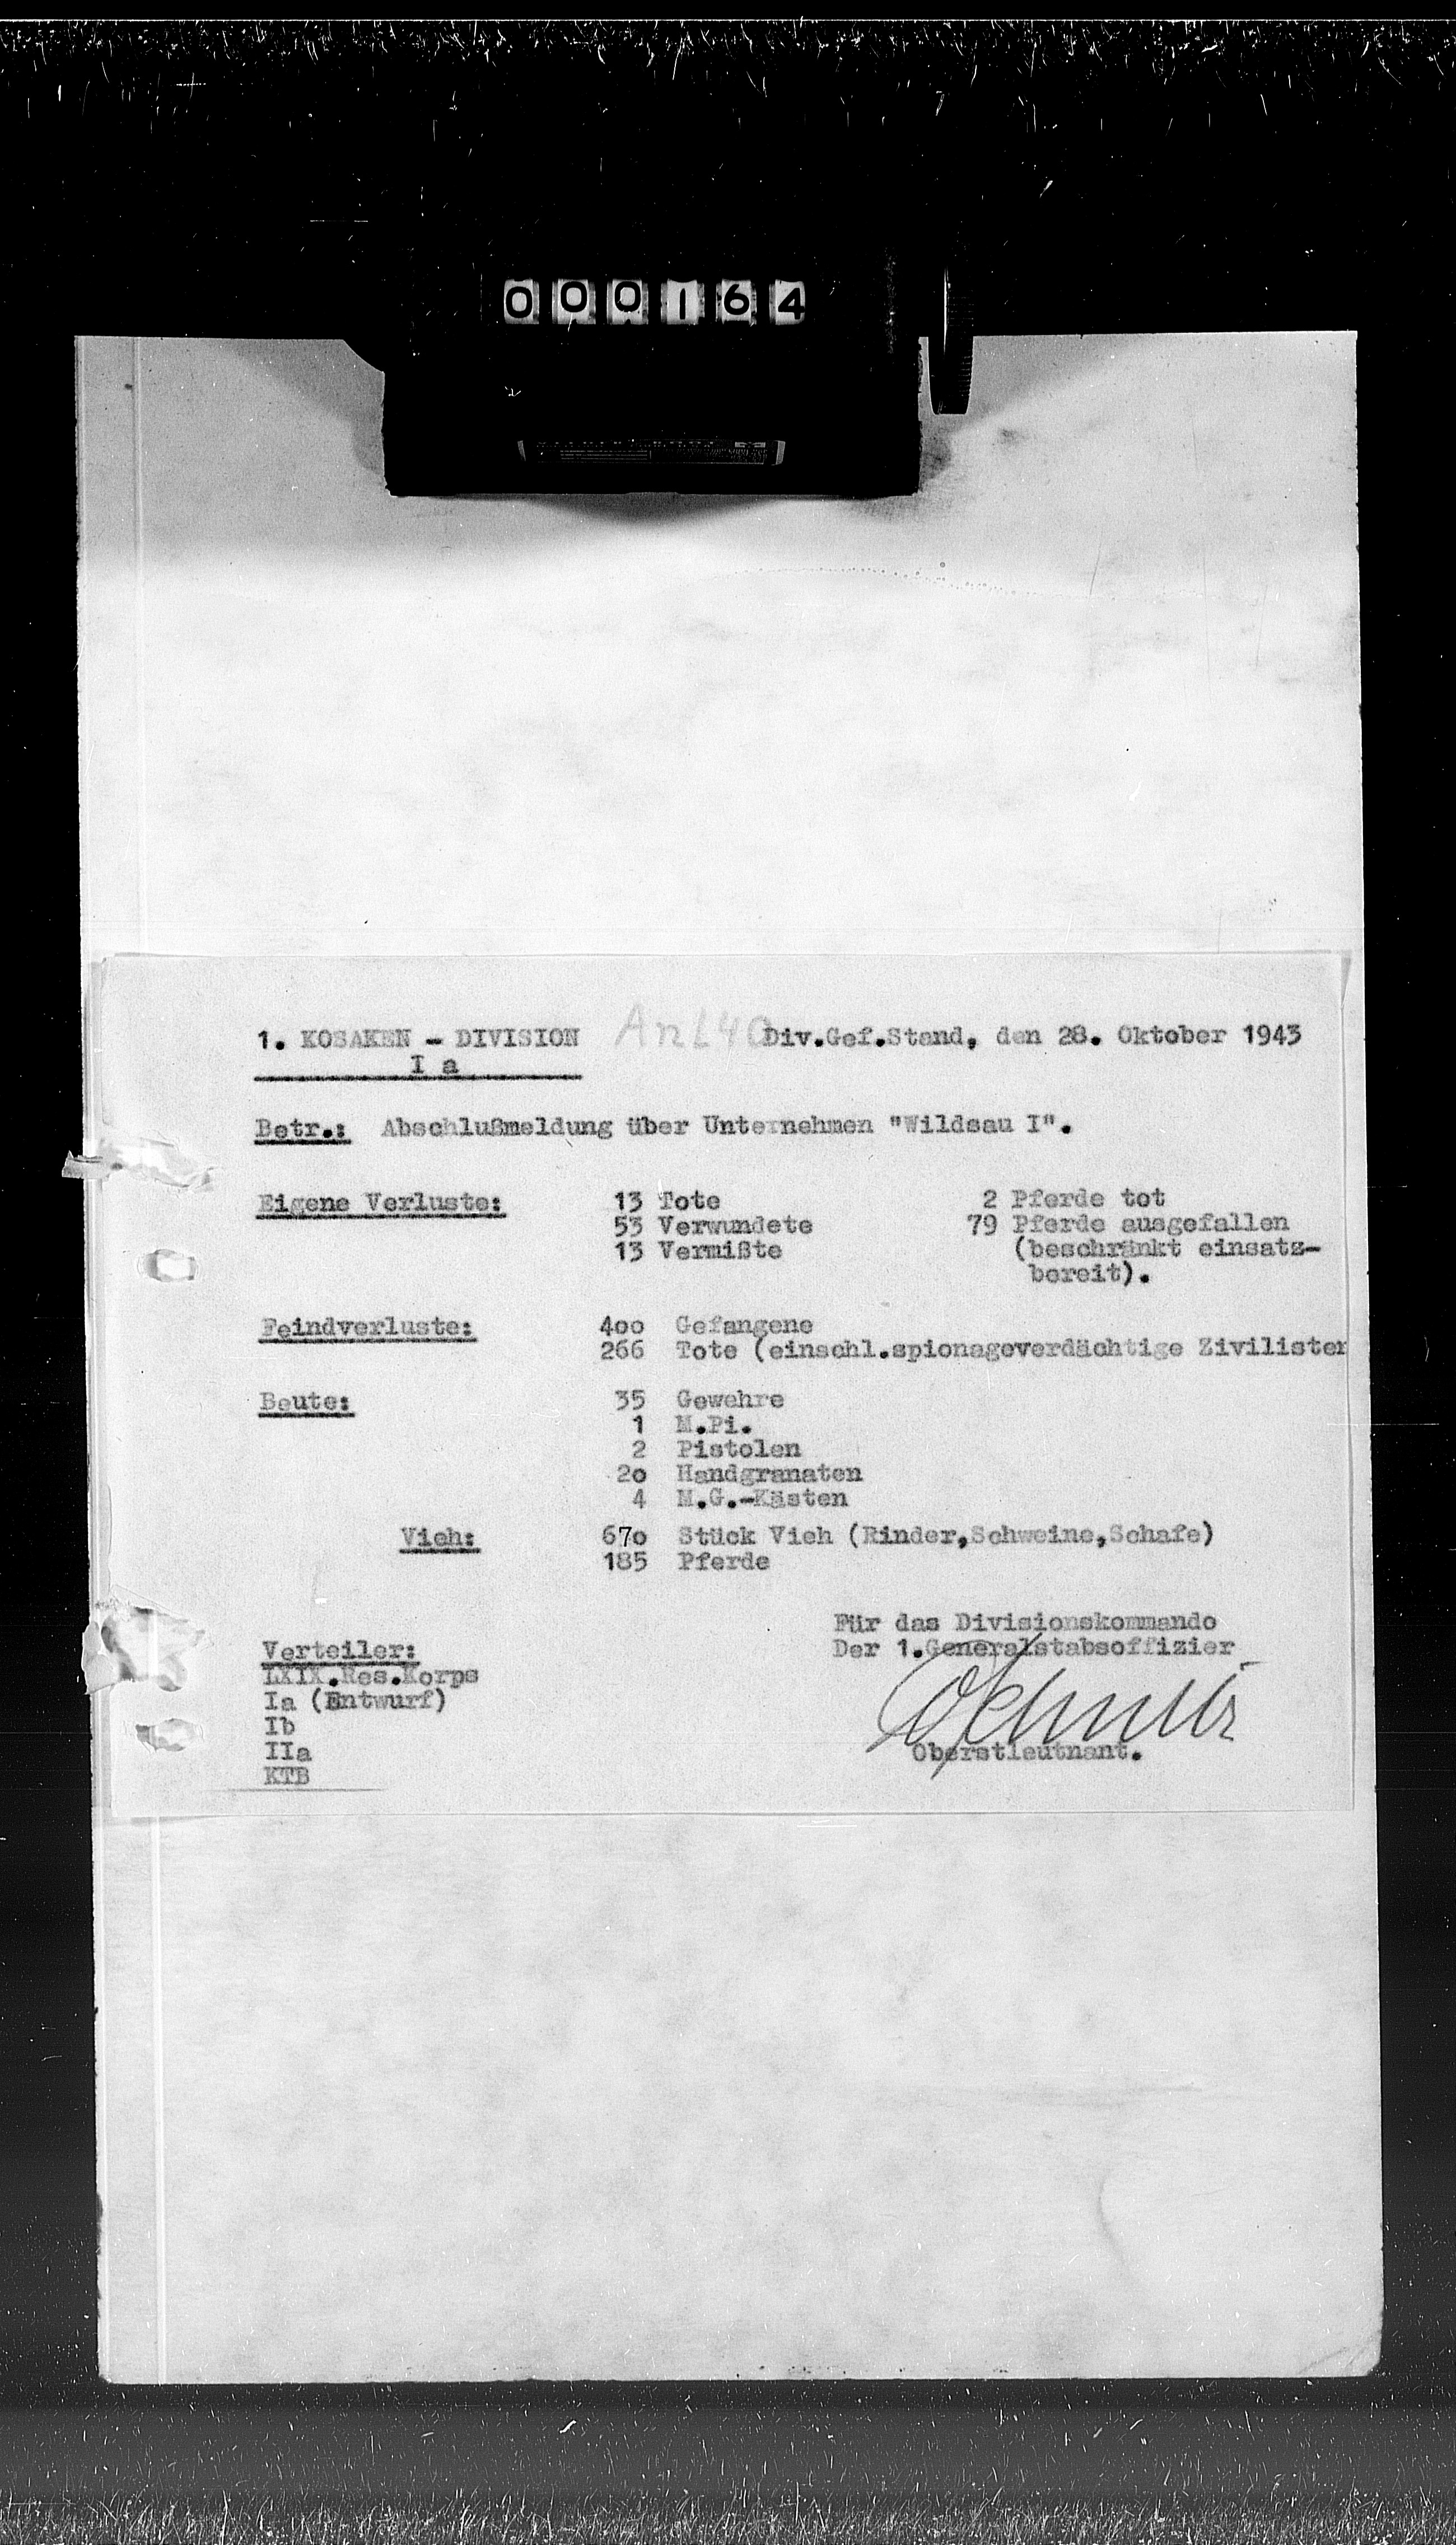 000164
1. KOSAKEN - DIVISION Anl 40 Div.Gef.Stand, den 28. Oktober 1943
I a
Betr.: Abschlußmeldung über Unternehmen "Wildsau I".
Eigene Verluste: 13 Tote 2 Pferde tot
53 Verwundete 79 Pferde ausgefallen
13 Vermißte (beschränkt einsatz-
bereit).
Feindverluste: 400 Gefangene
266 Tote (einschl.spionageverdächtige Zivilisten
Beute: 35 Gewehre
1 M.Pi.
2 Pistolen
20 Handgranaten
4 M.G.-Kästen
Vieh: 670 Stück Vieh (Rinder,Schweine,Schafe)
185 Pferde
Für das Divisionskommando
Der 1.Generalstabsoffizier
Verteiler:
LXIX.Res.Korps
Ia (Entwurf)
Ib
IIa
KTB
Oberstleutnant.